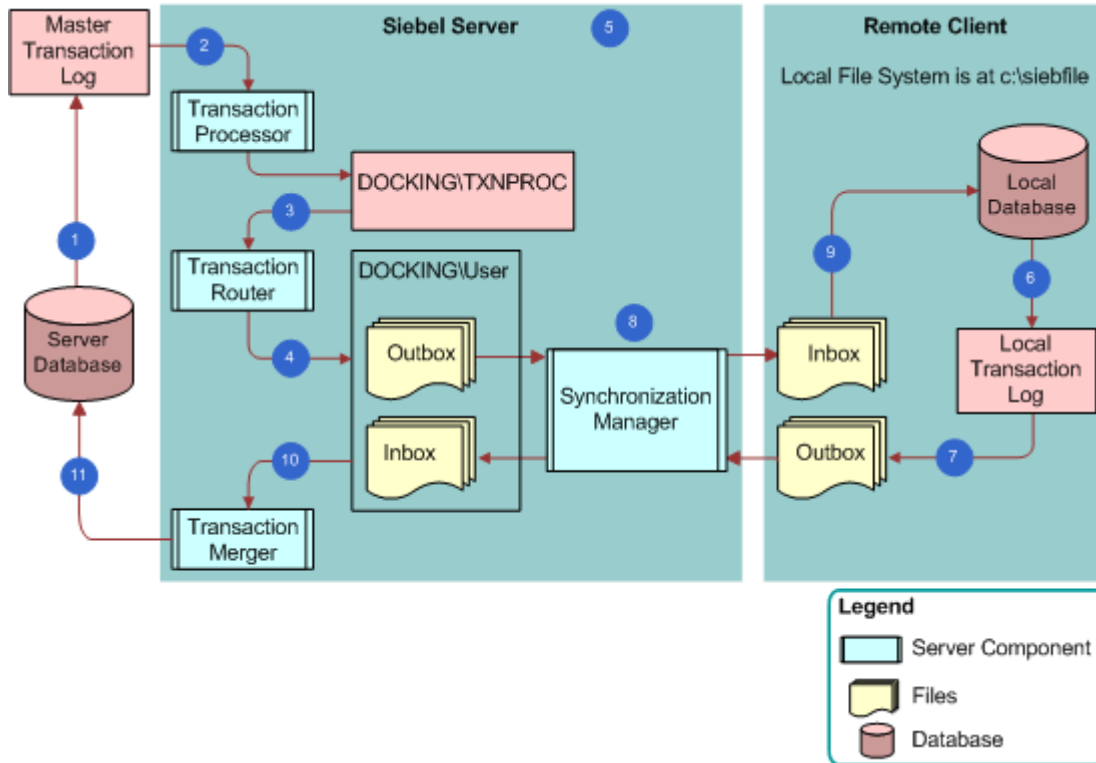 Master
Transaction
Log
2
Siebel Server
5
Remote Client
Local File System is at c:\siebfile
Transaction
Processor
DOCKING\TXNPROC
Local
Database
1
3
9
6
Transaction
Router
DOCKING\User
Server
Database
4
8
Outbox
Synchronization
Manager
Inbox
Local
Transaction
Log
11
10
Inbox
Outbox
7
Transaction
Merger
Legend
Server Component
Files
Database